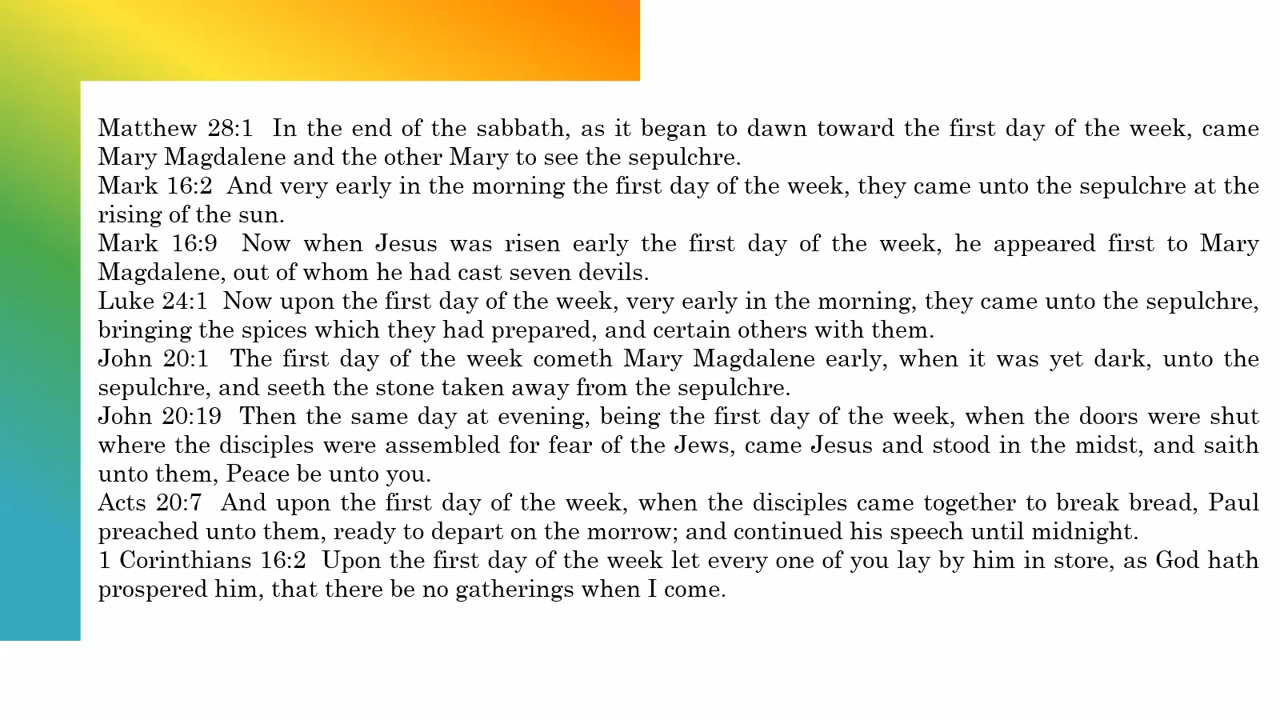 Matthew 28:1  In the end of the sabbath, as it began to dawn toward the first day of the week, came
Mary Magdalene and the other Mary to see the sepulchre.
Mark 16:2  And very early in the morning the first day of the week, they came unto the sepulchre at the
rising of the sun.
Mark 16:9  Now when Jesus was risen early the first day of the week, he appeared first to Mary
Magdalene, out of whom he had cast seven devils.
Luke 24:1  Now upon the first day of the week, very early in the morning, they came unto the sepulchre,
bringing the spices which they had prepared, and certain others with them.
John 20:1  The first day of the week cometh Mary Magdalene early, when it was yet dark, unto the
sepulchre, and seeth the stone taken away from the sepulchre.
John 20:19  Then the same day at evening, being the first day of the week, when the doors were shut
where the disciples were assembled for fear of the Jews, came Jesus and stood in the midst, and saith
unto them, Peace be unto you.
Acts 20:7  And upon the first day of the week, when the disciples came together to break bread, Paul
preached unto them, ready to depart on the morrow; and continued his speech until midnight.
1 Corinthians 16:2  Upon the first day of the week let every one of you lay by him in store, as God hath
prospered him, that there be no gatherings when I come.